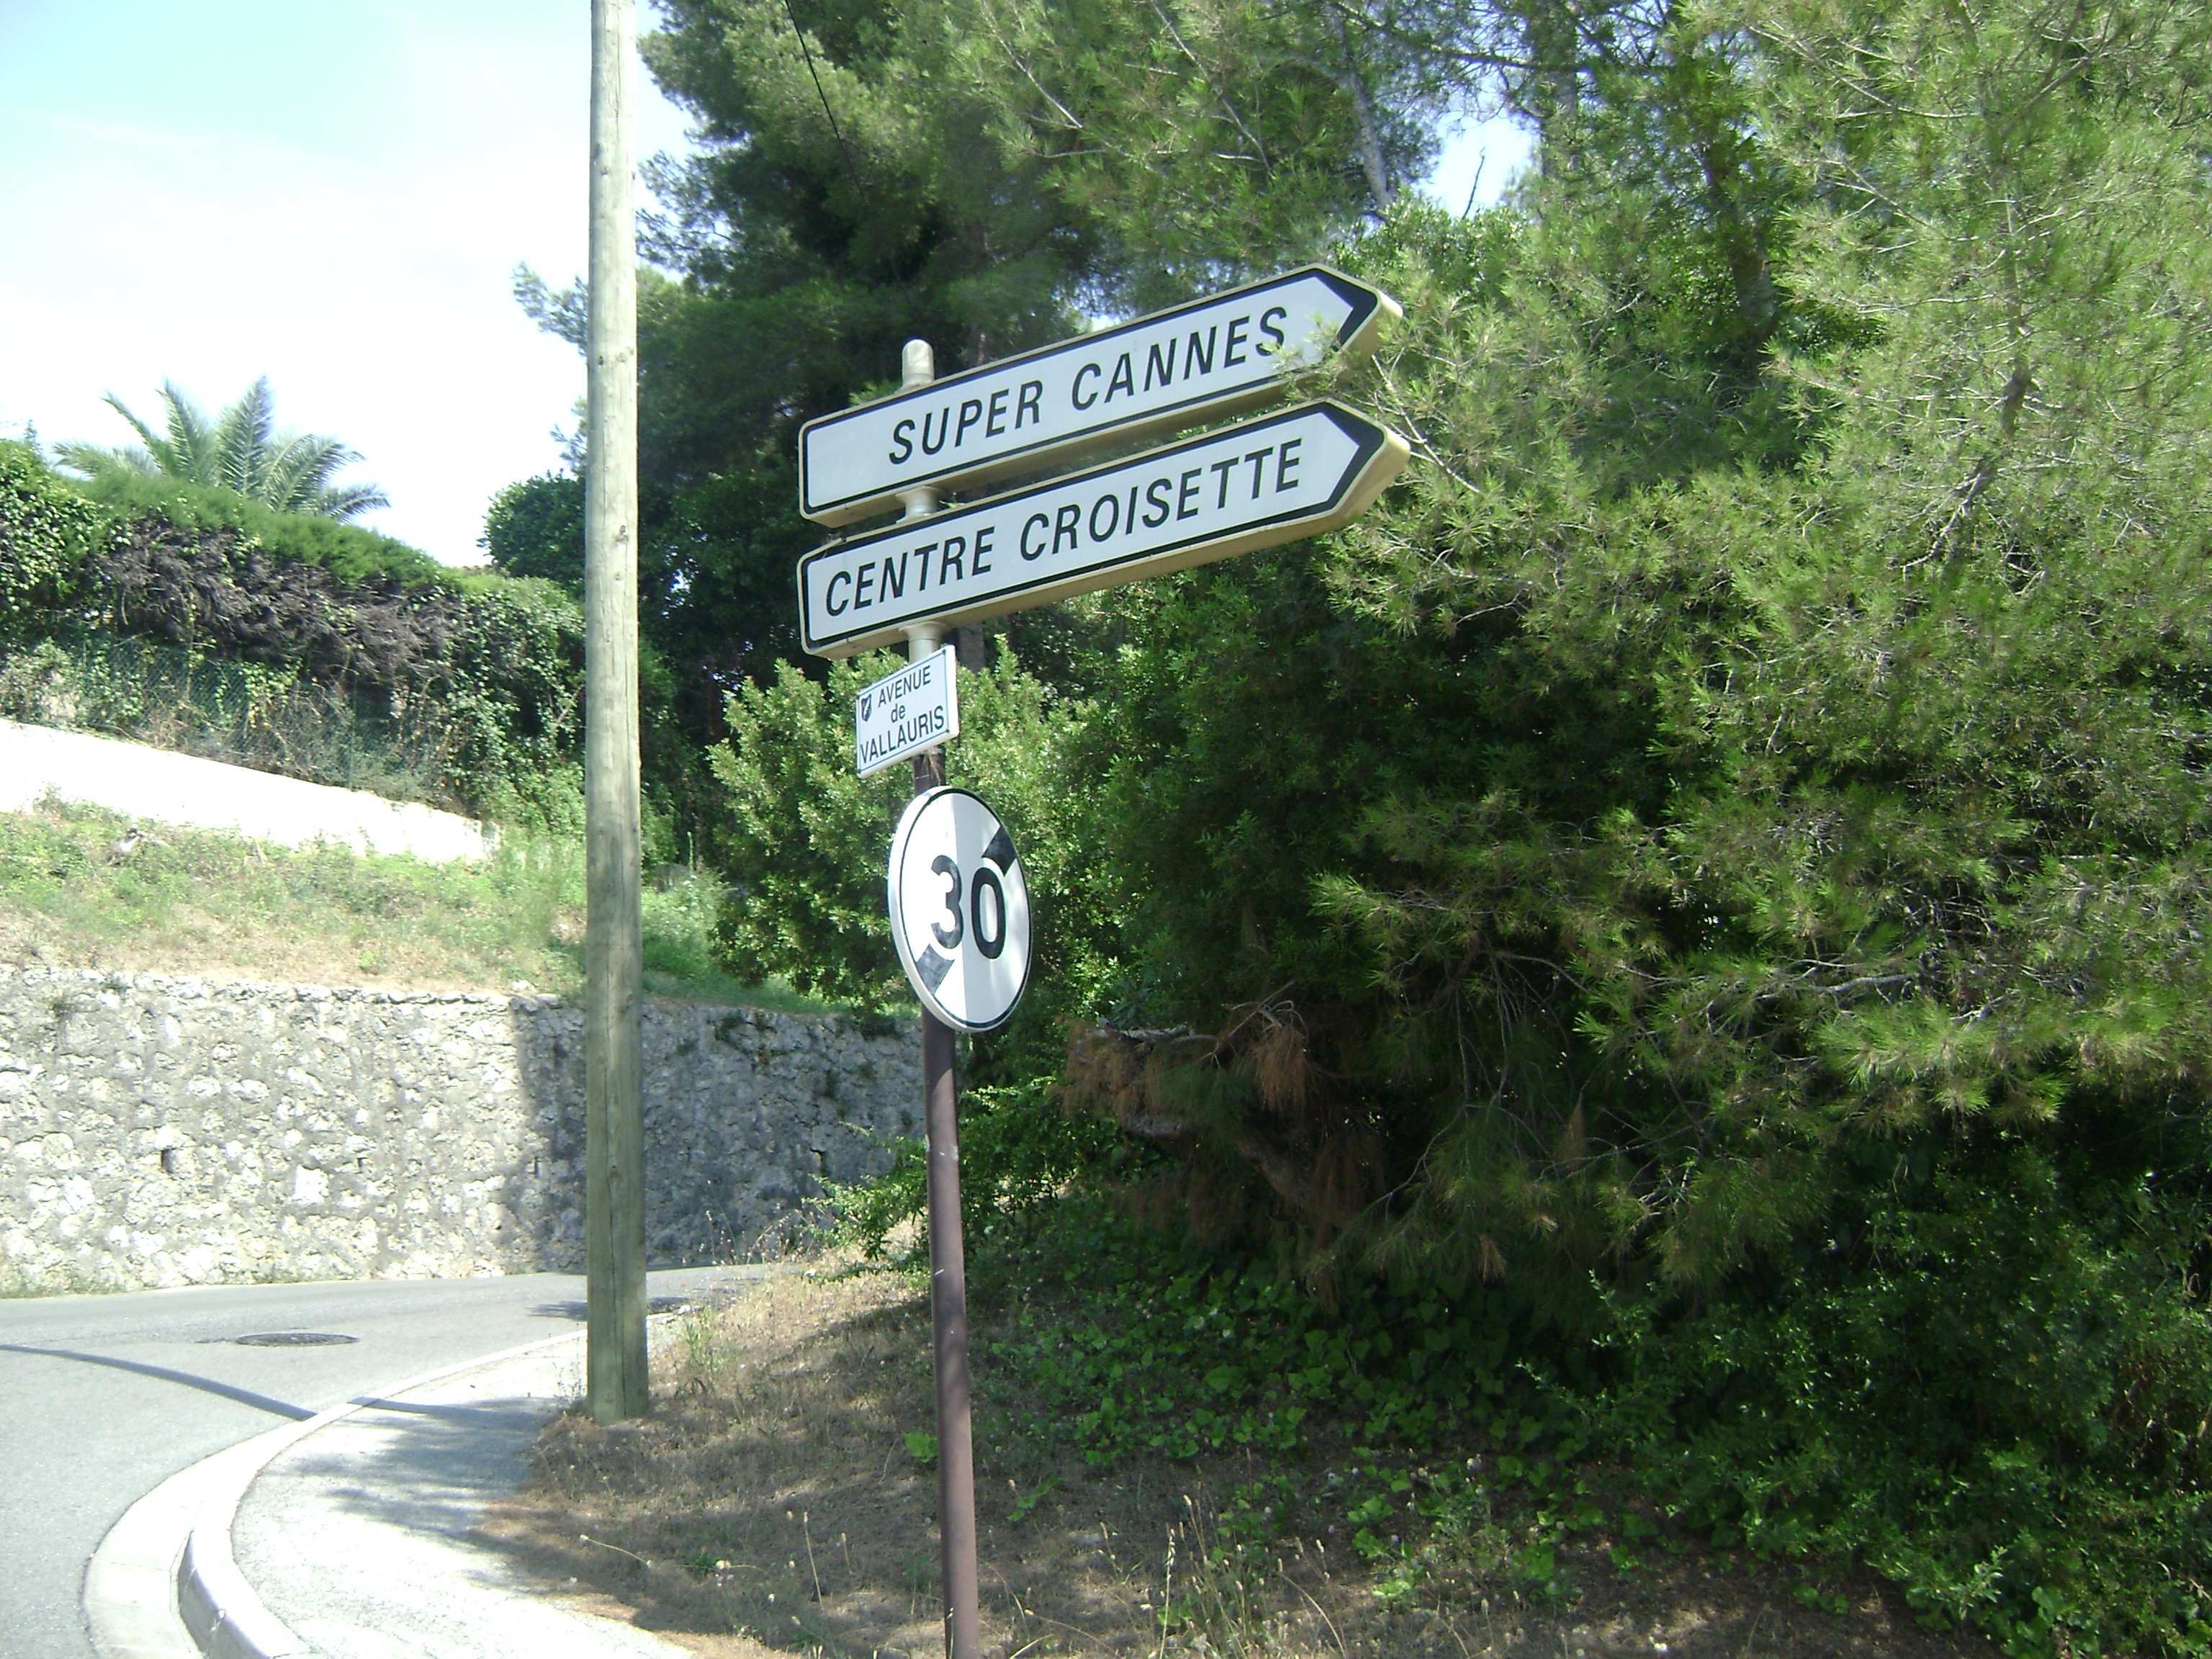 SUPER CANNES
CENTRE CROISETTE
AVENUE
de
VALLAURIS
30